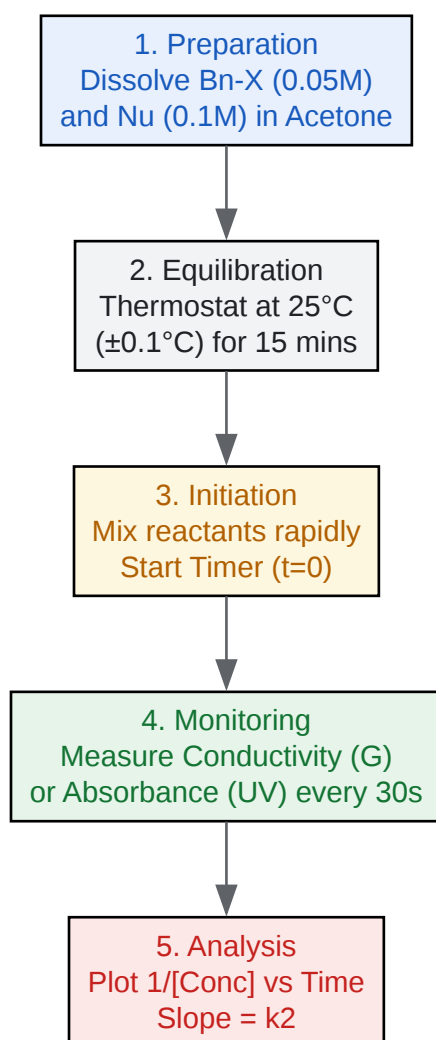 1. Preparation
Dissolve Bn-X (0.05M)
and Nu (0.1M) in Acetone
2. Equilibration
Thermostat at 25°C
(±0.1°C) for 15 mins
3. Initiation
Mix reactants rapidly
Start Timer (t=0)
4. Monitoring
Measure Conductivity (G)
or Absorbance (UV) every 30s
5. Analysis
Plot 1/[Conc] vs Time
Slope = k2